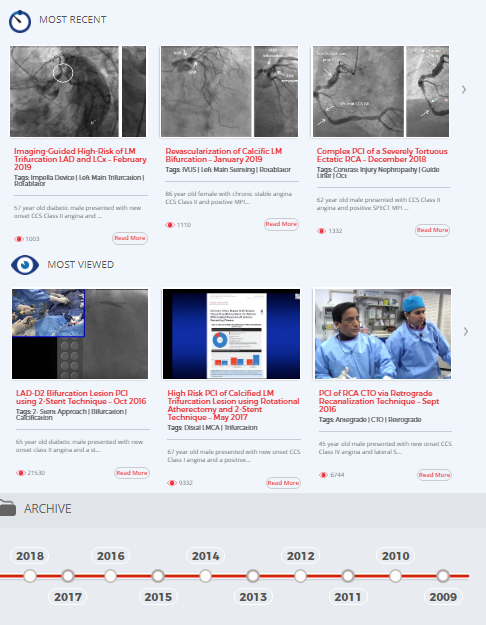 MOST RECENT
Imaging-Guided High-Risk of LM
Trifurcation LAD and LCx – February
2019
Tags: Impella Device | Left Main Trifurcaion |
Rotablator
57 year old diabetic male presented with new
onset CCS Class II angina and ...
1003
Read More
Revascularization of Calcific LM
Bifurcation – January 2019
Tags: IVUS | Left Main Stenting | Rotablator
86 year old female with chronic stable angina
CCS Class II and positive MPI...
1110
Read More
Complex PCI of a Severely Tortuous
Ectatic RCA – December 2018
Tags: Contrast Injury Nephropathy | Guide
Liner | Oct
62 year old male presented with CCS Class II
angina and positive SPECT MPI ...
1332
Read More
MOST VIEWED
LAD-D2 Bifurcation Lesion PCI
using 2-Stent Technique - Oct 2016
Tags: 2- Stent Approach | Bifurcation |
Calcification
65 year old diabetic male presented with new
onset class II angina and a st...
21530
Read More
High Risk PCI of Calcified LM
Trifurcation Lesion using Rotational
Atherectomy and 2-Stent
Technique - May 2017
Tags: Distal LMCA | Trifurcaion
67 year old male presented with new onset CCS
Class I angina and a positive...
9332
Read More
PCI of RCA CTO via Retrograde
Recanalization Technique - Sept
2016
Tags: Antegrade | CTO | Retrograde
45 year old male presented with new onset CCS
Class IV angina and lateral S...
6744
Read More
ARCHIVE
2018
2016
2014
2012
2010
2017
2015
2013
2011
2009